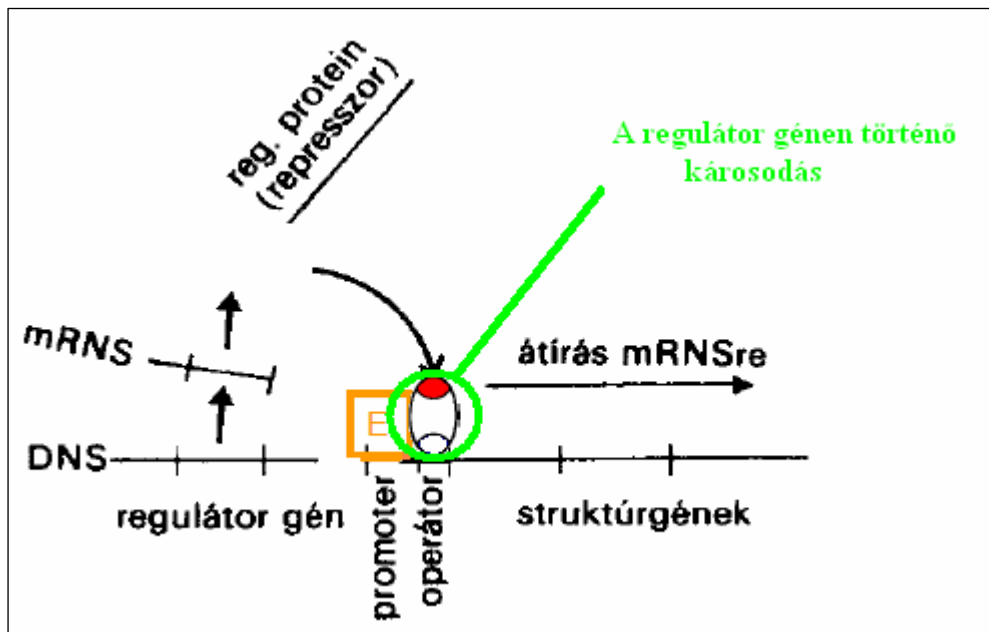 reg. protein
(represszor)
A regulátor génen történő
károsodás
mRNS
átírás mRNSre
E
DNS
regulátor gén
promoter
operátor
struktúrgének